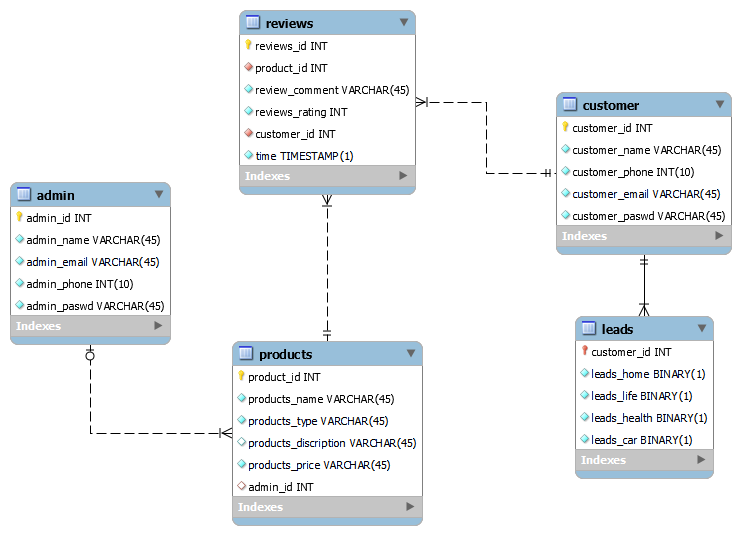 reviews
reviews_id INT
product_id INT
review_comment VARCHAR(45)
reviews_rating INT
customer_id INT
time TIMESTAMP(1)
Indexes
customer
customer_id INT
customer_name VARCHAR(45)
customer_phone INT(10)
customer_email VARCHAR(45)
customer_paswd VARCHAR(45)
Indexes
admin
admin_id INT
admin_name VARCHAR(45)
admin_email VARCHAR(45)
admin_phone INT(10)
admin_paswd VARCHAR(45)
Indexes
products
product_id INT
products_name VARCHAR(45)
products_type VARCHAR(45)
products_discription VARCHAR(45)
products_price VARCHAR(45)
admin_id INT
Indexes
leads
customer_id INT
leads_home BINARY(1)
leads_life BINARY(1)
leads_health BINARY(1)
leads_car BINARY(1)
Indexes